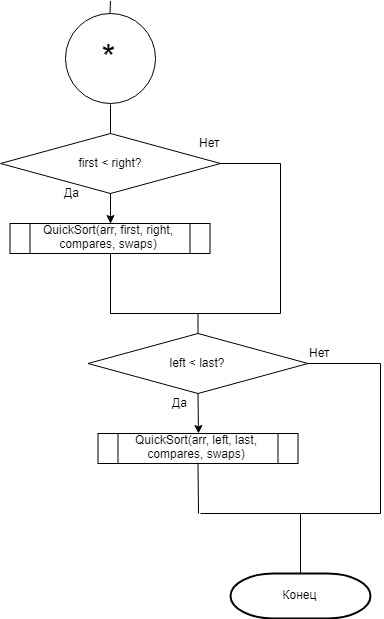 *
Нет
first < right?
Да
QuickSort(arr, first, right,
compares, swaps)
Нет
left < last?
Да
QuickSort(arr, left, last,
compares, swaps)
Конец